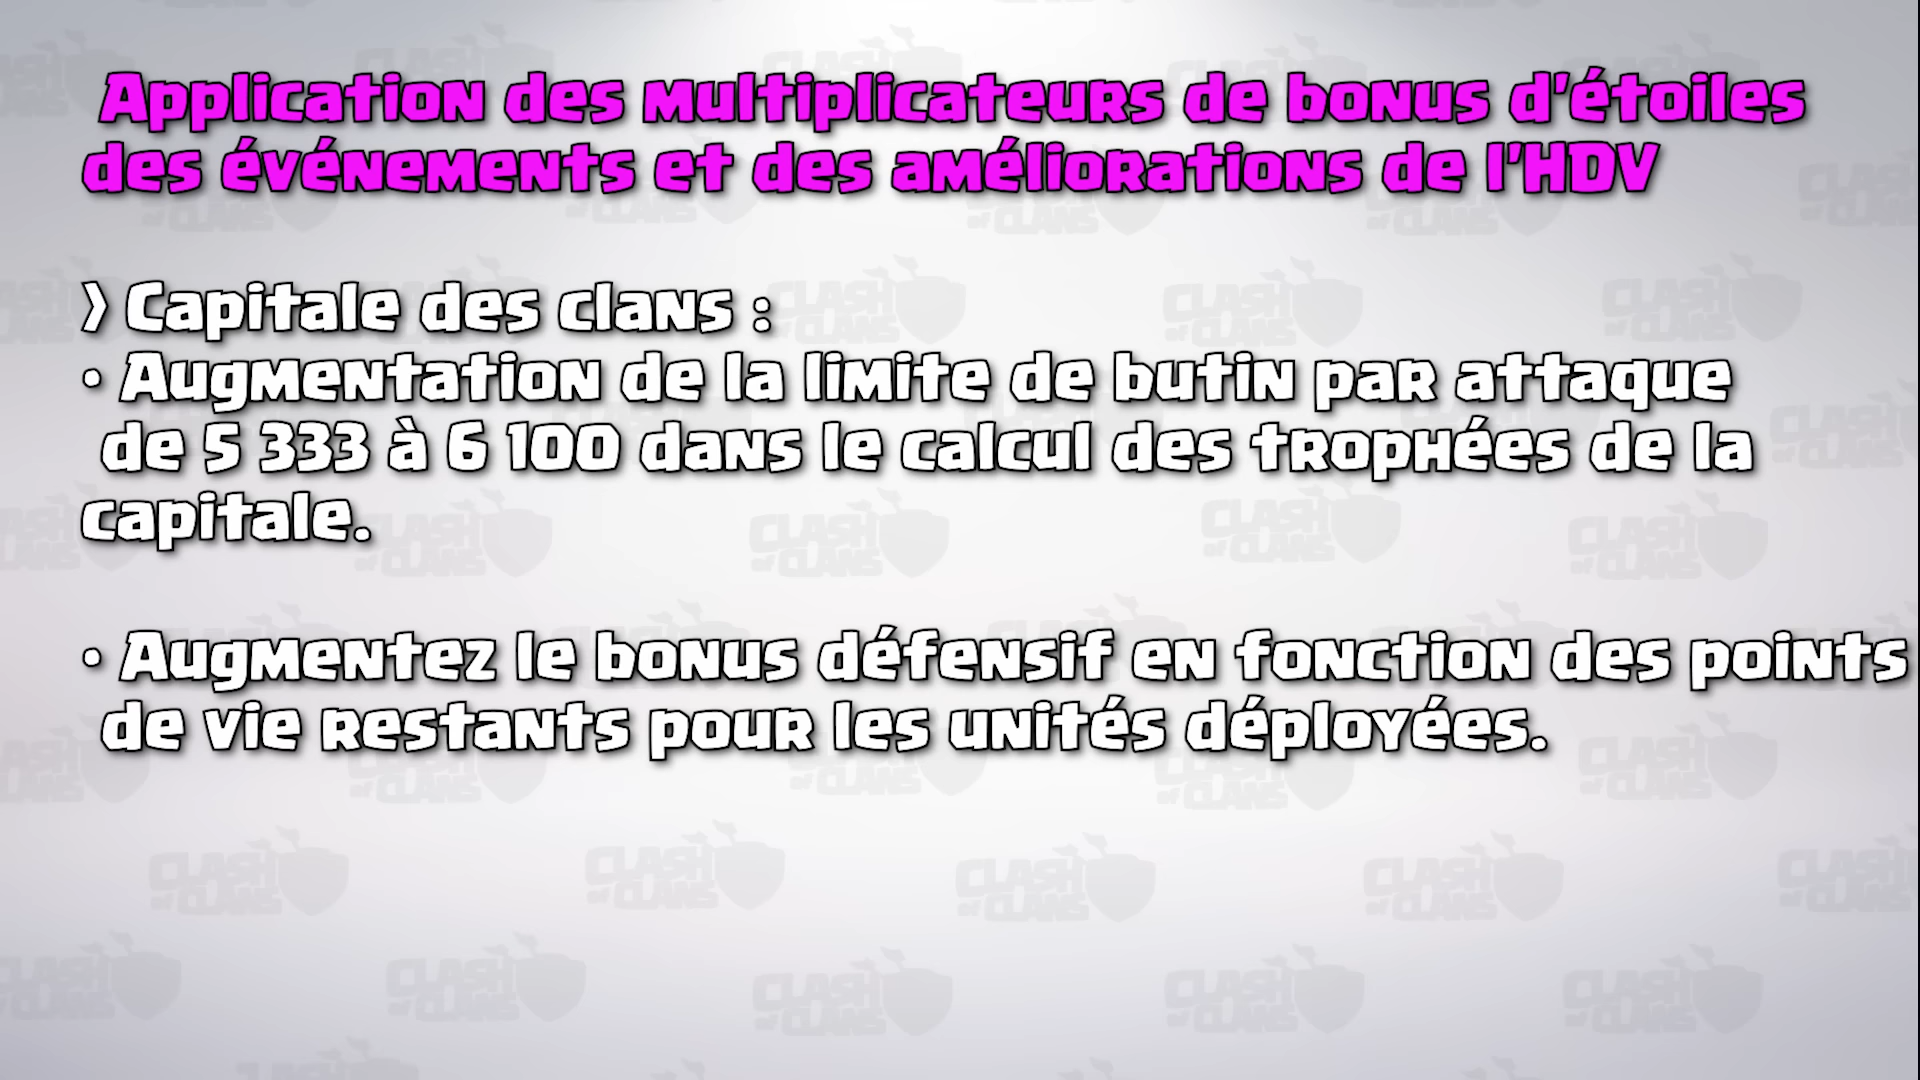 Application des multiplicateurs de bonus d'étoiles
des événements et des améliorations de l'HDV
⟩ Capitale des clans :
• Augmentation de la limite de butin par attaque
de 5 333 à 6 100 dans le calcul des trophées de la
capitale.
• Augmentez le bonus défensif en fonction des points
de vie restants pour les unités déployées.